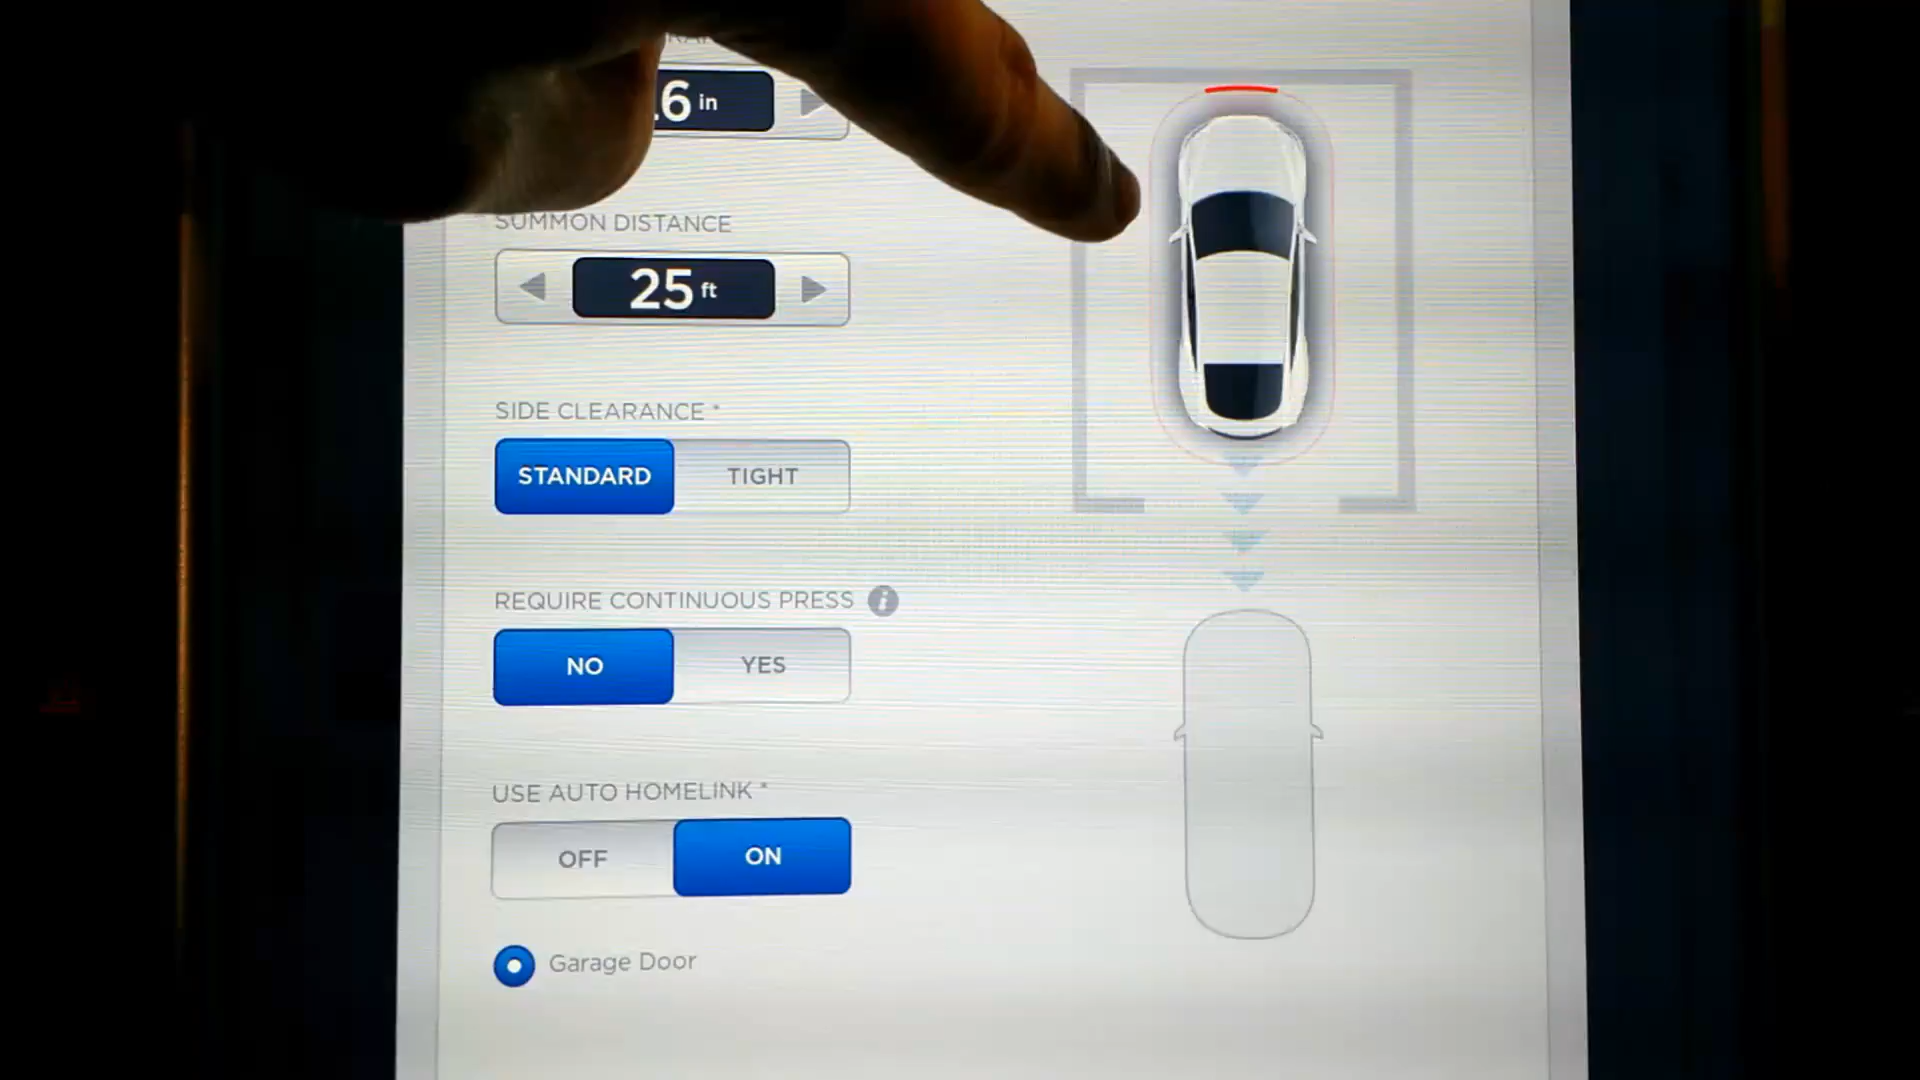 .6 in
SUMMON DISTANCE
25 ft
SIDE CLEARANCE *
STANDARD TIGHT
REQUIRE CONTINUOUS PRESS i
NO YES
USE AUTO HOMELINK *
OFF ON
Garage Door